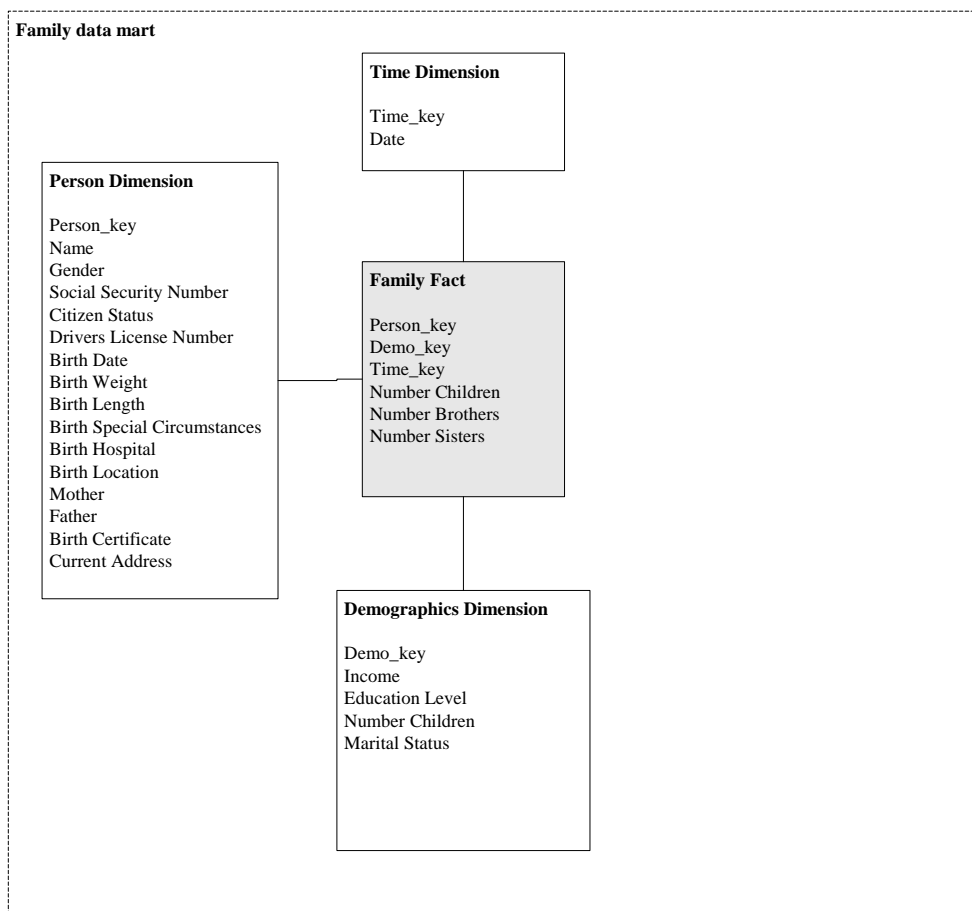 Family data mart
Time Dimension
Time_key
Date
Person Dimension
Person_key
Name
Gender
Social Security Number
Citizen Status
Drivers License Number
Birth Date
Birth Weight
Birth Length
Birth Special Circumstances
Birth Hospital
Birth Location
Mother
Father
Birth Certificate
Current Address
Family Fact
Person_key
Demo_key
Time_key
Number Children
Number Brothers
Number Sisters
Demographics Dimension
Demo_key
Income
Education Level
Number Children
Marital Status